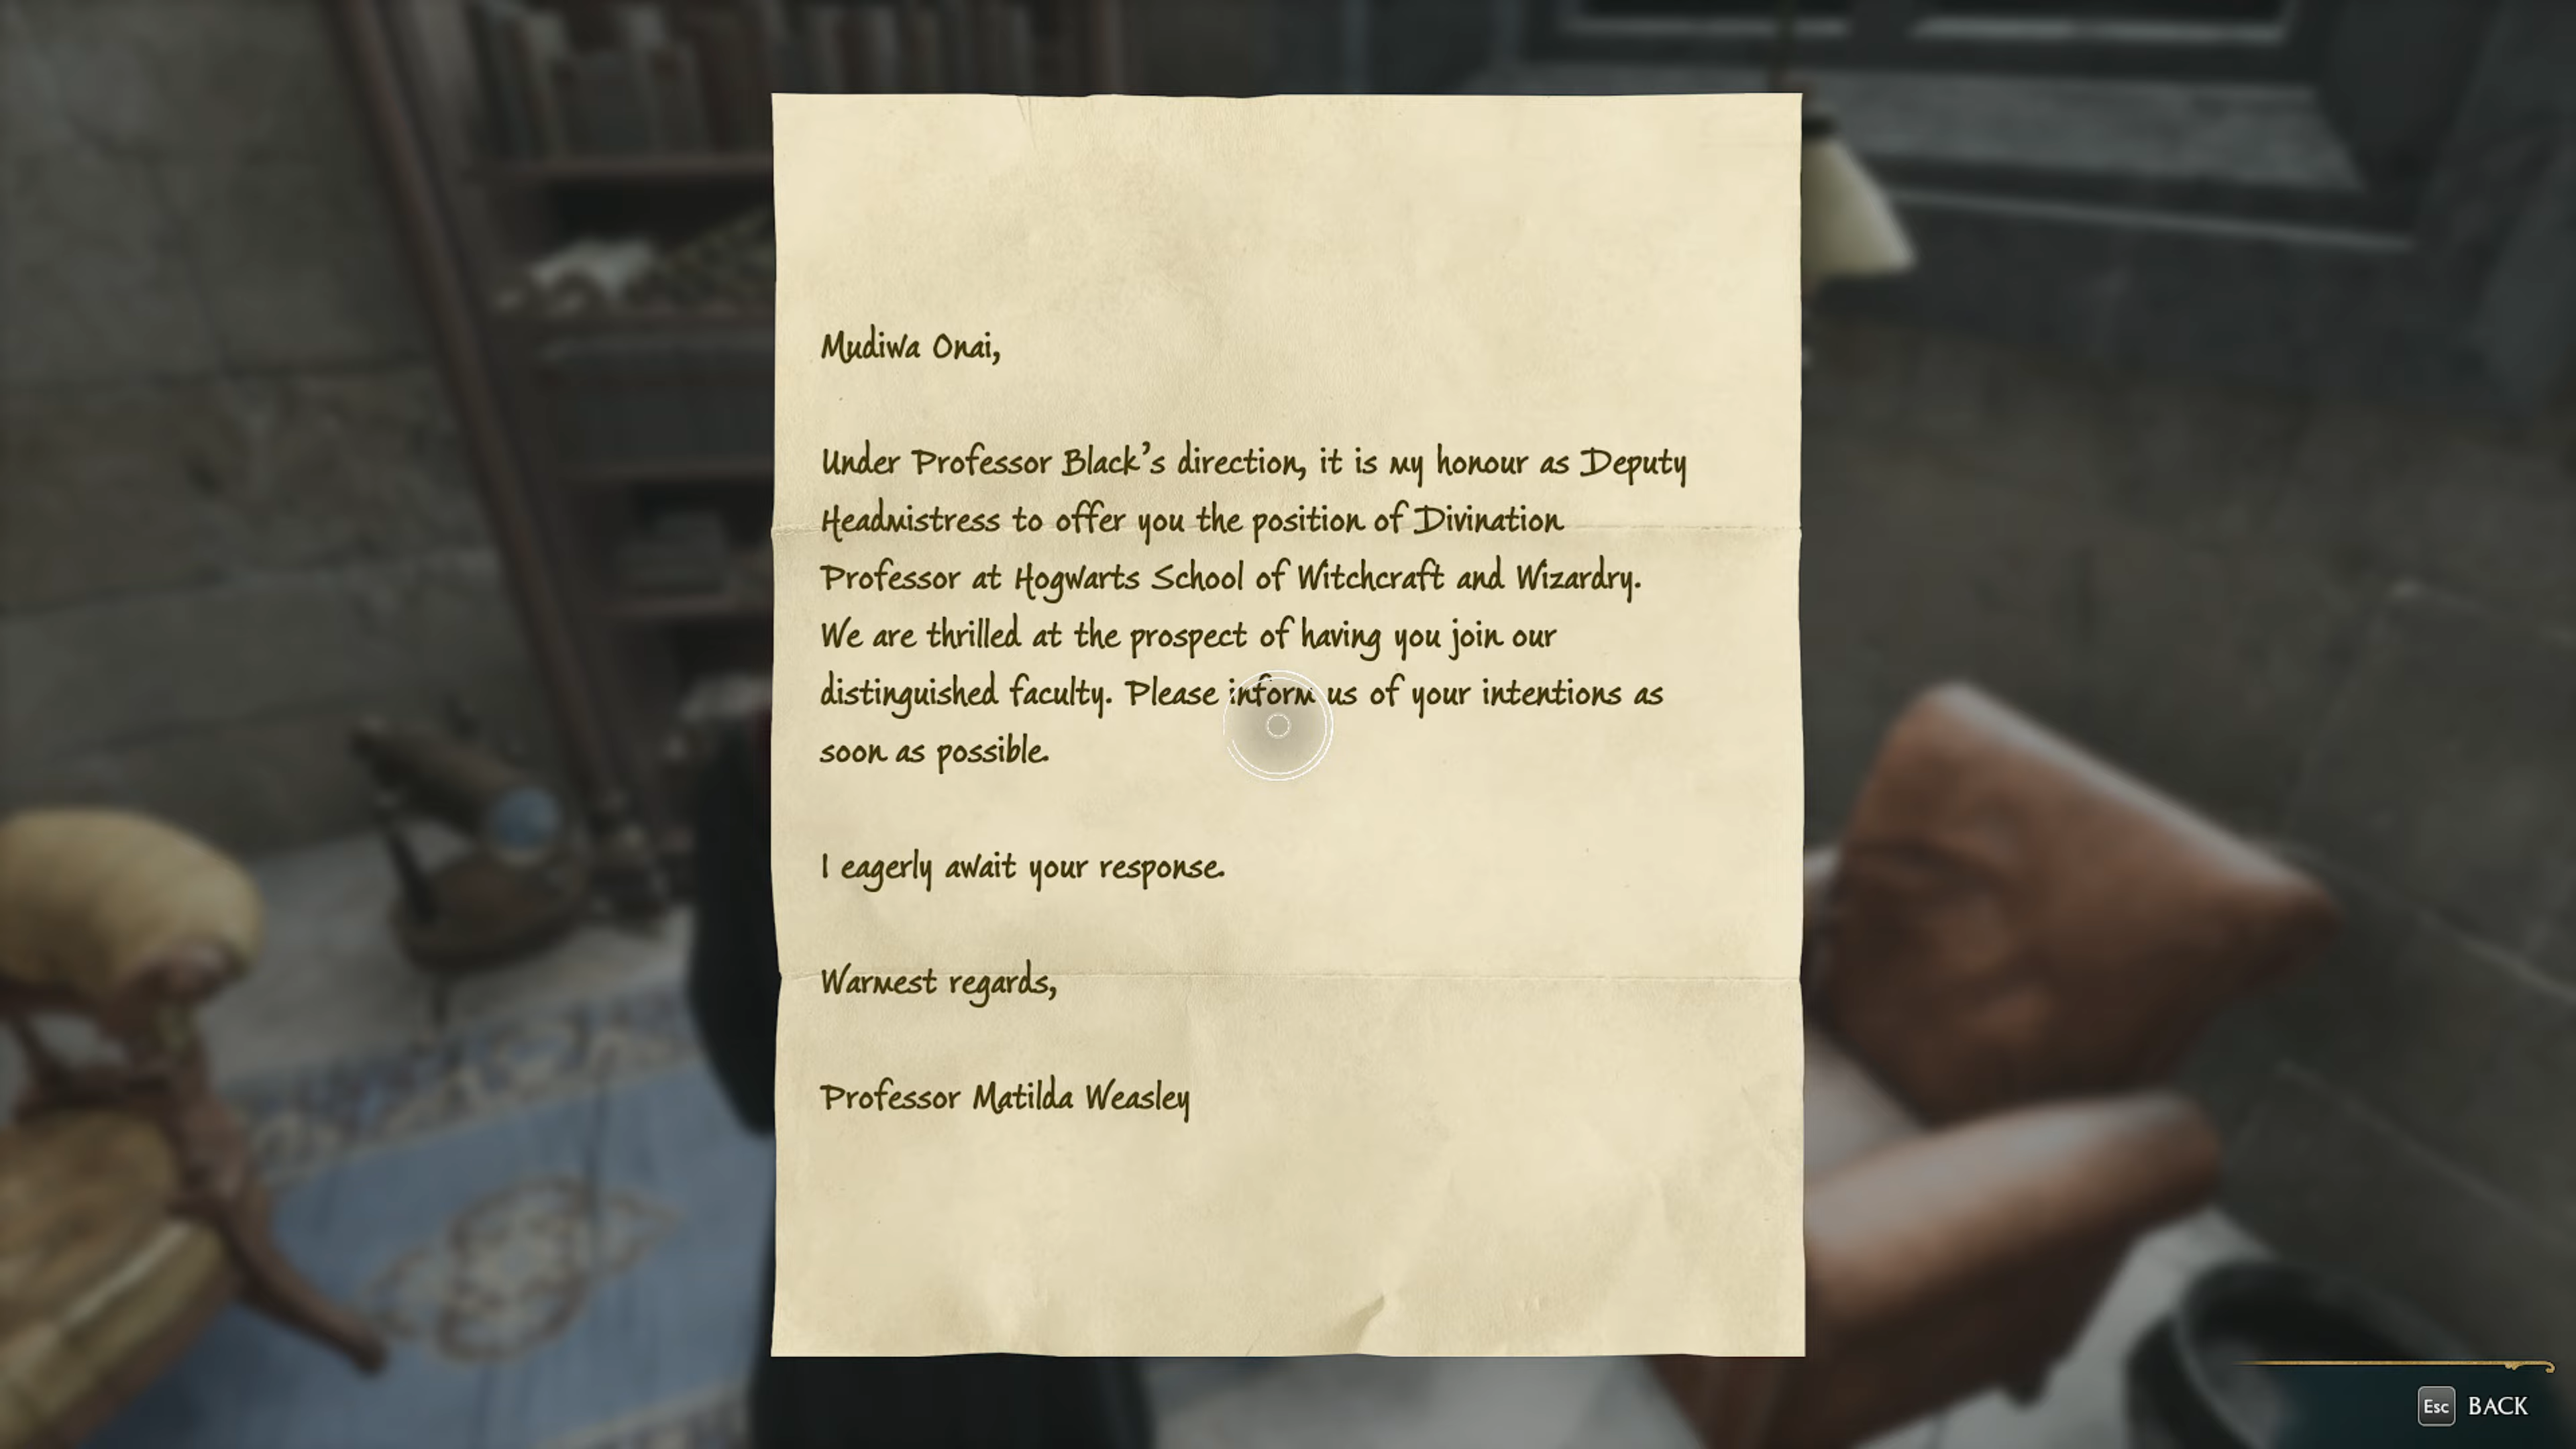 Mudiwa Onai,
Under Professor Black's direction, it is my honour as Deputy
Headmistress to offer you the position of Divination
Professor at Hogwarts School of Witchcraft and Wizardry.
We are thrilled at the prospect of having you join our
distinguished faculty. Please inform us of your intentions as
soon as possible.
I eagerly await your response.
Warmest regards,
Professor Matilda Weasley
Esc BACK